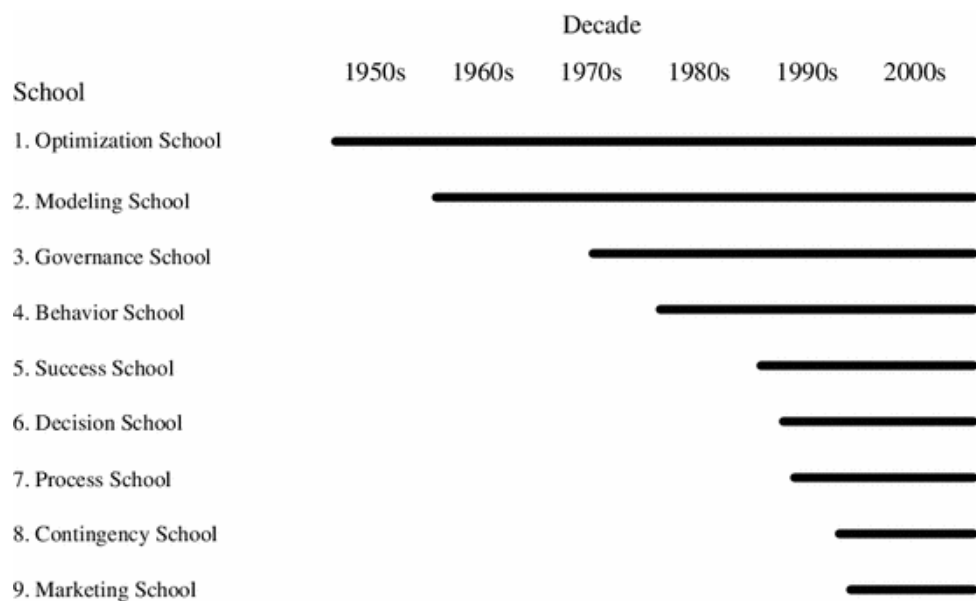 Decade
1950s 1960s 1970s 1980s 1990s 2000s
School
1. Optimization School
2. Modeling School
3. Governance School
4. Behavior School
5. Success School
6. Decision School
7. Process School
8. Contingency School
9. Marketing School